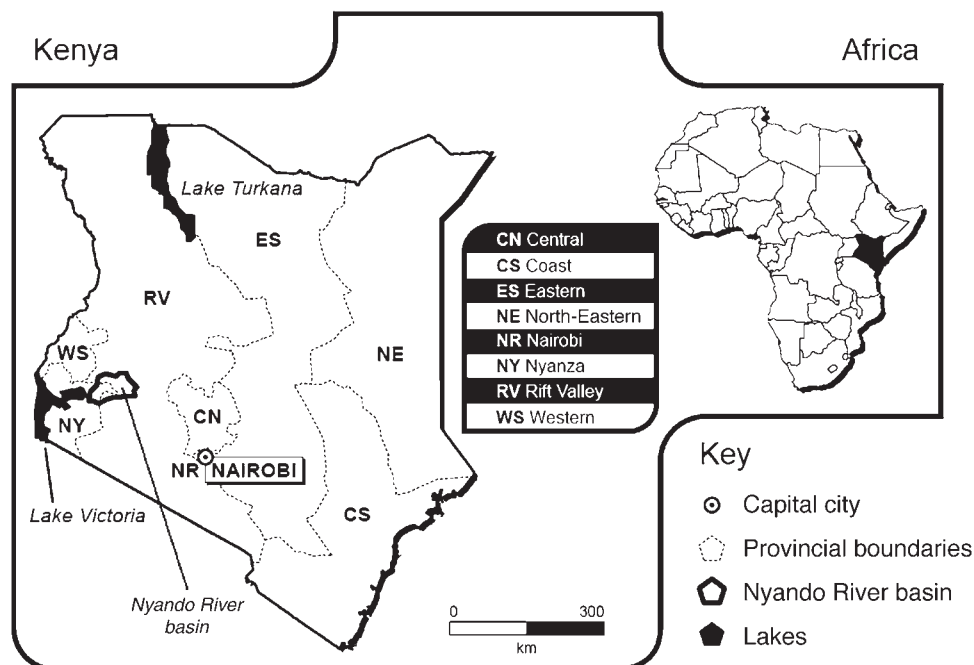 Kenya
Africa
Lake Turkana
ES
RV
WS
NE
NY
CN
NR
NAIROBI
CS
Lake Victoria
Nyando River
basin
CN Central
CS Coast
ES Eastern
NE North-Eastern
NR Nairobi
NY Nyanza
RV Rift Valley
WS Western
0 300
km
Key
Capital city
Provincial boundaries
Nyando River basin
Lakes